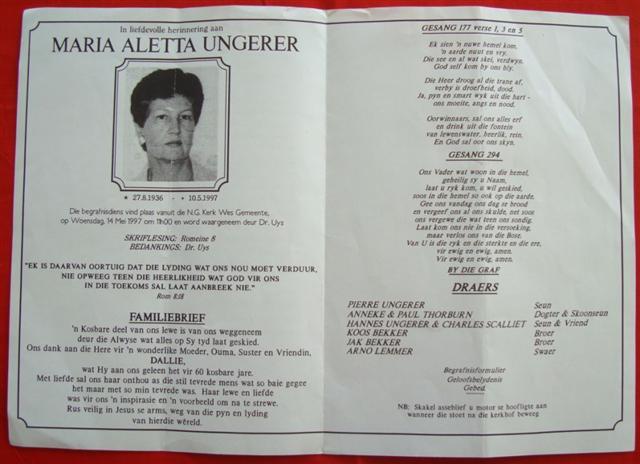 In liefdevolle herinnering aan
MARIA ALETTA UNGERER
★ 27.8.1936 - + 10.5.1997
Die begrafnisdiens vind plaas vanuit die N.G. Kerk Wes Gemeente,
op Woensdag, 14 Mei 1997 om 11h00 en word waargeneem deur Dr. Uys
SKRIFLESING: Romeine 8
BEDANKINGS: Dr. Uys
"EK IS DAARVAN OORTUIG DAT DIE LYDING WAT ONS NOU MOET VERDUUR,
NIE OPWEEG TEEN DIE HEERLIKHEID WAT GOD VIR ONS
IN DIE TOEKOMS SAL LAAT AANBREEK NIE."
Rom 8:18
FAMILIEBRIEF
'n Kosbare deel van ons lewe is van ons weggeneem
deur die Alwyse wat alles op Sy tyd laat geskied.
Ons dank aan die Here vir 'n wonderlike Moeder, Ouma, Suster en Vriendin,
DALLIE,
wat Hy aan ons geleen het vir 60 kosbare jare.
Met liefde sal ons haar onthou as die stil tevrede mens wat so baie gegee
het maar met so min tevrede was. Haar lewe en liefde
was vir ons 'n inspirasie en 'n voorbeeld om na te strewe.
Rus veilig in Jesus se arms, weg van die pyn en lyding
van hierdie wêreld.
GESANG 177 verse 1, 3 en 5
Ek sien 'n nuwe hemel kom,
'n aarde nuut en vry.
Die see en al wat skei, verdwyn.
God self kom by ons bly.
Die Heer droog al die trane af,
verby is droefheid, dood.
Ja, pyn en smart wyk uit die hart -
ons moeite, angs en nood.
Oorwinnaars, sal ons alles erf
en drink uit die fontein
van lewenswater, heerlik, rein.
En God sal oor ons skyn.
GESANG 294
Ons Vader wat woon in die hemel,
geheilig sy u Naam,
laat u ryk kom, u wil geskied,
soos in die hemel so ook op die aarde.
Gee ons vandag ons dag se brood
en vergeef ons al ons skulde, net soos
ons vergewe die wat teen ons sondig.
Laat kom ons nie in die versoeking,
maar verlos ons van die Bose.
Van U is die ryk en die sterkte en die ere,
vir ewig en ewig, amen.
Vir ewig en ewig, amen.
BY DIE GRAF
DRAERS
PIERRE UNGERER Seun
ANNEKE & PAUL THORBURN Dogter & Skoonseun
HANNES UNGERER & CHARLES SCALLIET Seun & Vriend
KOOS BEKKER Broer
JAK BEKKER Broer
ARNO LEMMER Swaer
Begrafnisformulier
Geloofsbelydenis
Gebed
NB: Skakel asseblief u motor se hoofligte aan
wanneer die stoet na die kerkhof beweeg